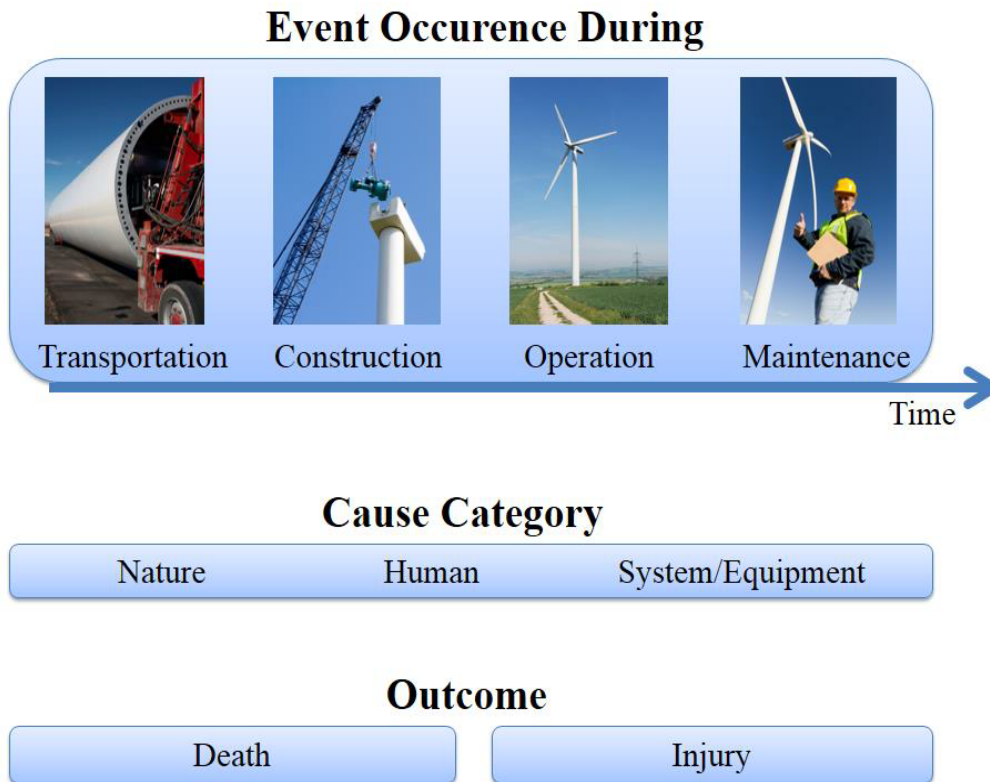 Event Occurence During
Transportation Construction Operation Maintenance
Time
Cause Category
Nature Human System/Equipment
Outcome
Death Injury